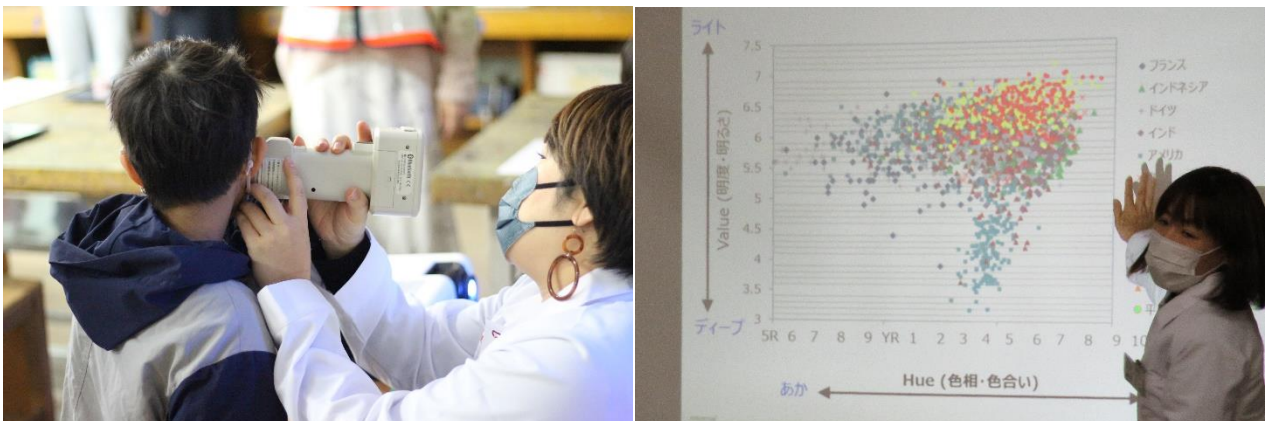 ライト
7.5
7
6.5
6
5.5
5
4.5
4
3.5
3
Value (明度・明るさ)
ディープ
5R 6 7 8 9 YR 1 2 3 4 5 6 7 8 9 10
あか
Hue (色相・色合い)
フランス
インドネシア
ドイツ
インド
アメリカ